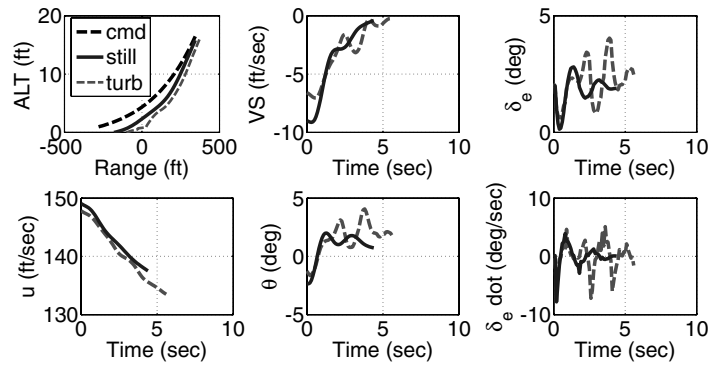 20
10
0
ALT (ft)
cmd
still
turb
-500
0
500
Range (ft)
0
-5
-10
VS (ft/sec)
0
5
10
Time (sec)
5
0
δe (deg)
0
5
10
Time (sec)
150
140
130
u (ft/sec)
0
5
10
Time (sec)
5
0
-5
θ (deg)
0
5
10
Time (sec)
10
0
-10
δe dot (deg/sec)
0
5
10
Time (sec)